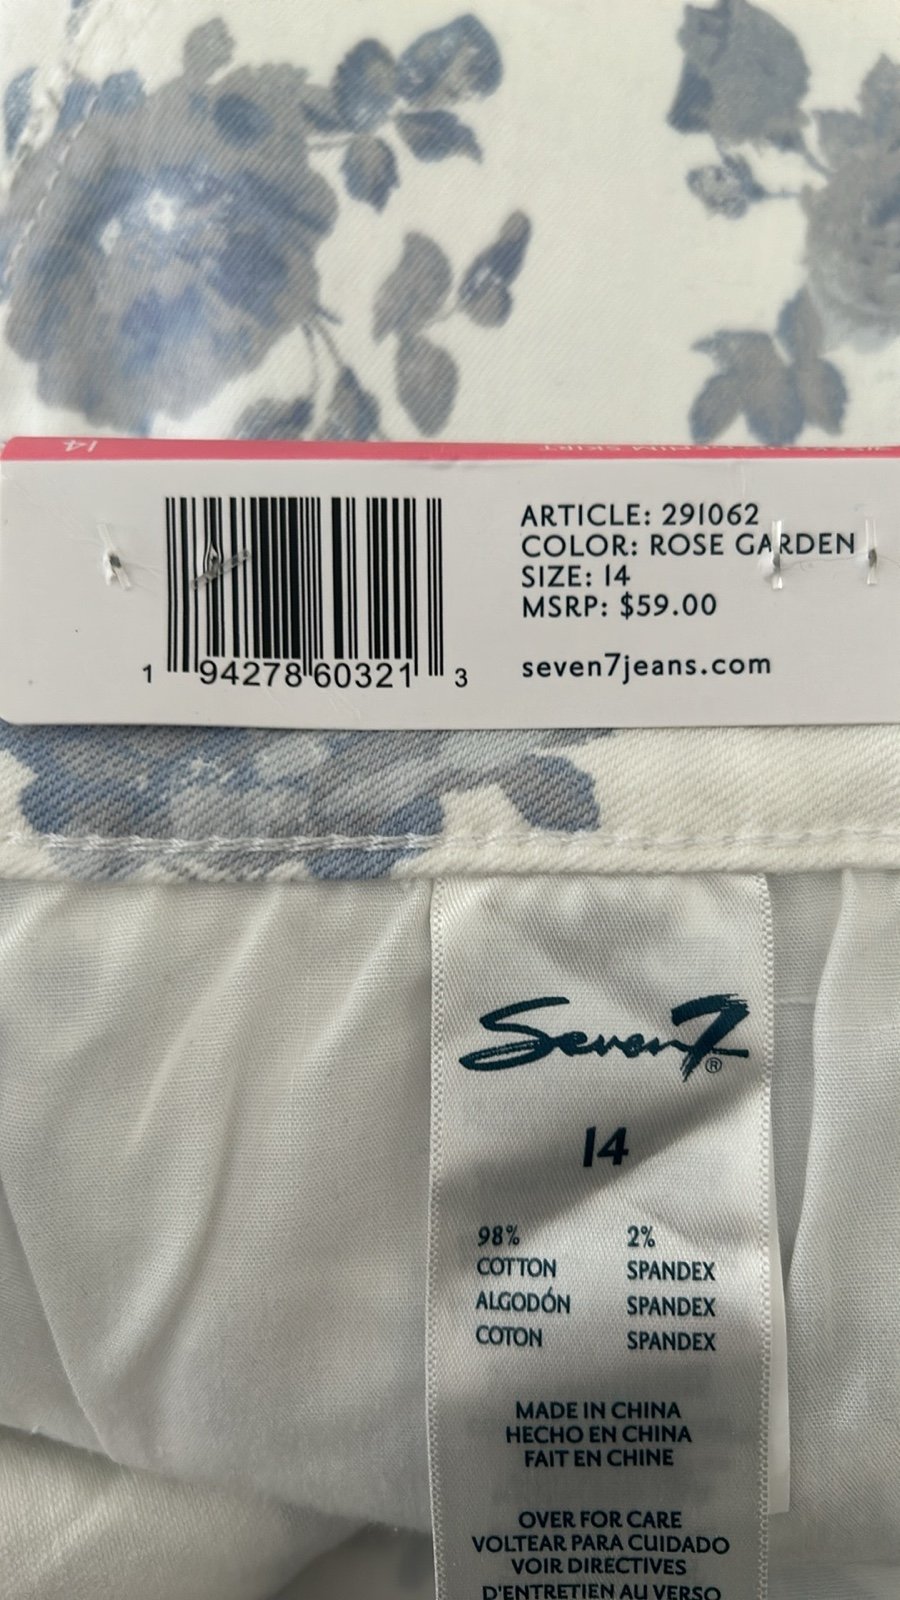 14
DENIM SKIRT
ARTICLE: 291062
COLOR: ROSE GARDEN
SIZE: 14
MSRP: $59.00
seven7jeans.com
1 94278 60321 3
Seven7®
14
98% 2%
COTTON SPANDEX
ALGODÓN SPANDEX
COTON SPANDEX
MADE IN CHINA
HECHO EN CHINA
FAIT EN CHINE
OVER FOR CARE
VOLTEAR PARA CUIDADO
VOIR DIRECTIVES
D'ENTRETIEN AU VERSO